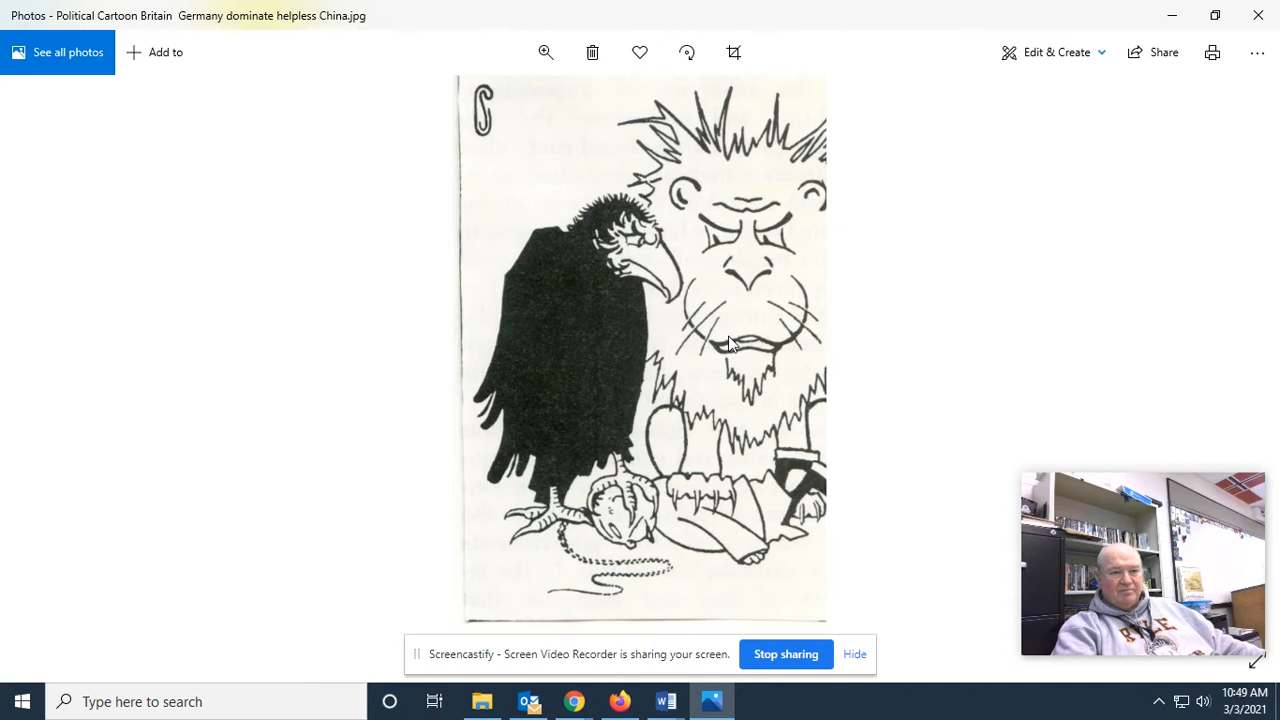 Photos - Political Cartoon Britain  Germany dominate helpless China.jpg
See all photos
Add to
Edit & Create
Share
Screencastify - Screen Video Recorder is sharing your screen.
Stop sharing
Hide
Type here to search
10:49 AM
3/3/2021